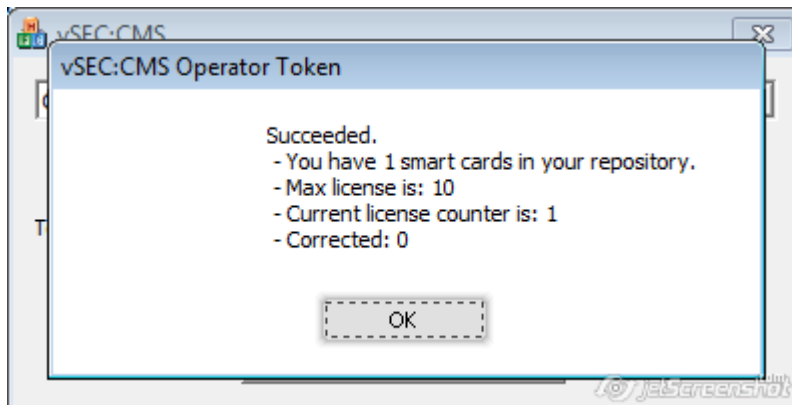 vSEC:CMS
vSEC:CMS Operator Token
Succeeded.
- You have 1 smart cards in your repository.
- Max license is: 10
- Current license counter is: 1
- Corrected: 0
OK
jetScreenshot